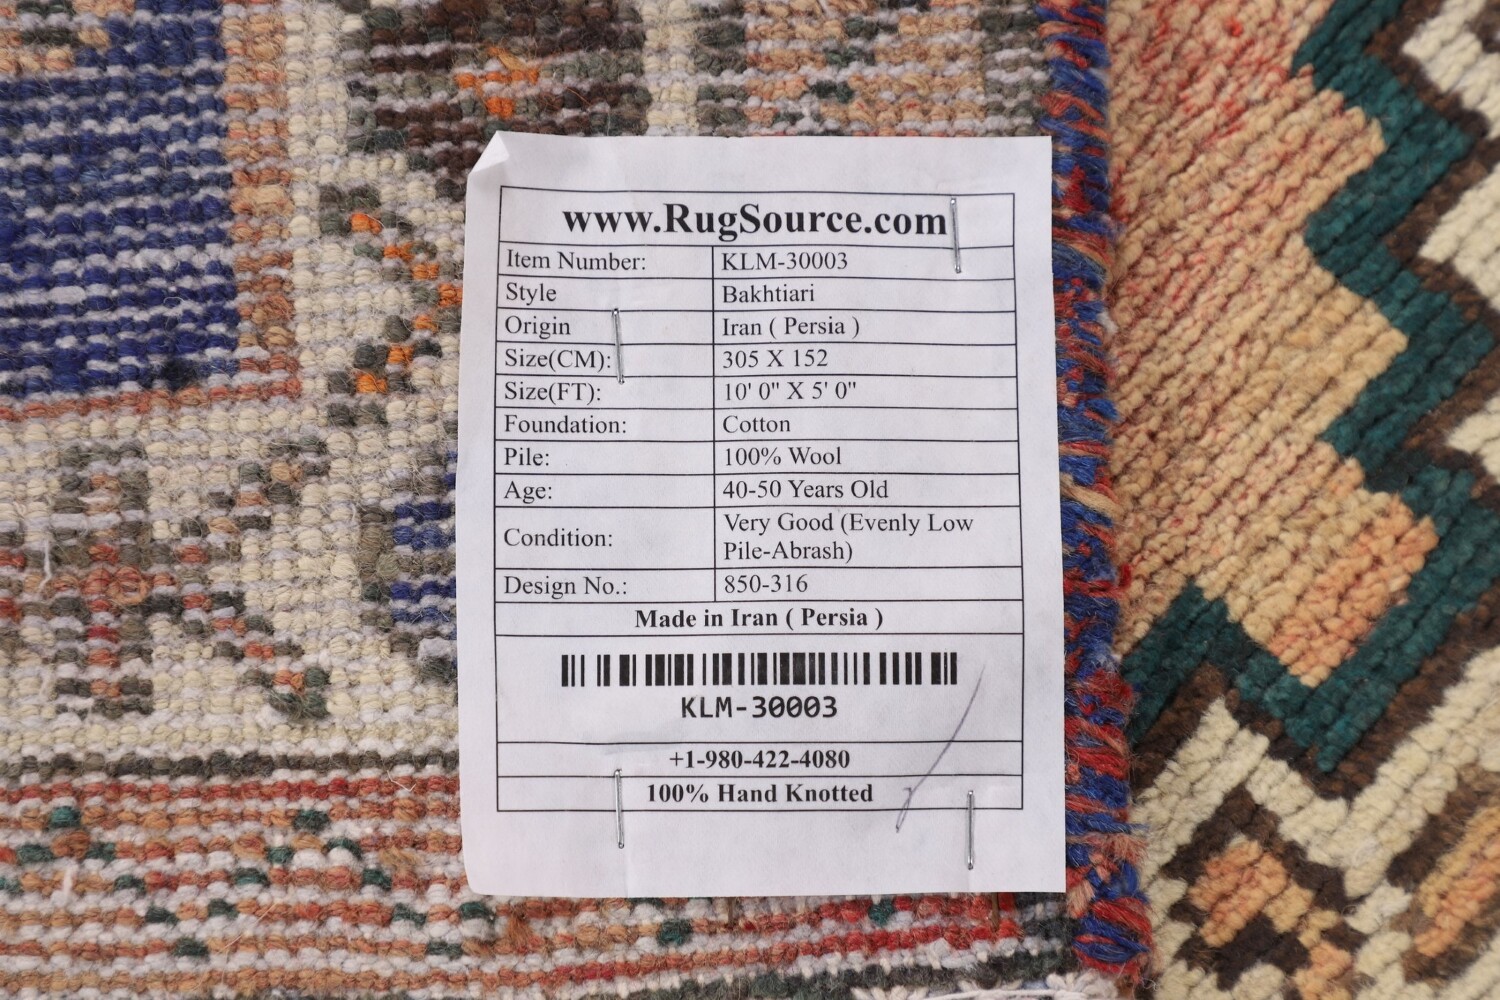 www.RugSource.com
Item Number: KLM-30003
Style Bakhtiari
Origin Iran ( Persia )
Size(CM): 305 X 152
Size(FT): 10' 0" X 5' 0"
Foundation: Cotton
Pile: 100% Wool
Age: 40-50 Years Old
Condition: Very Good (Evenly Low
Pile-Abrash)
Design No.: 850-316
Made in Iran ( Persia )
KLM-30003
+1-980-422-4080
100% Hand Knotted